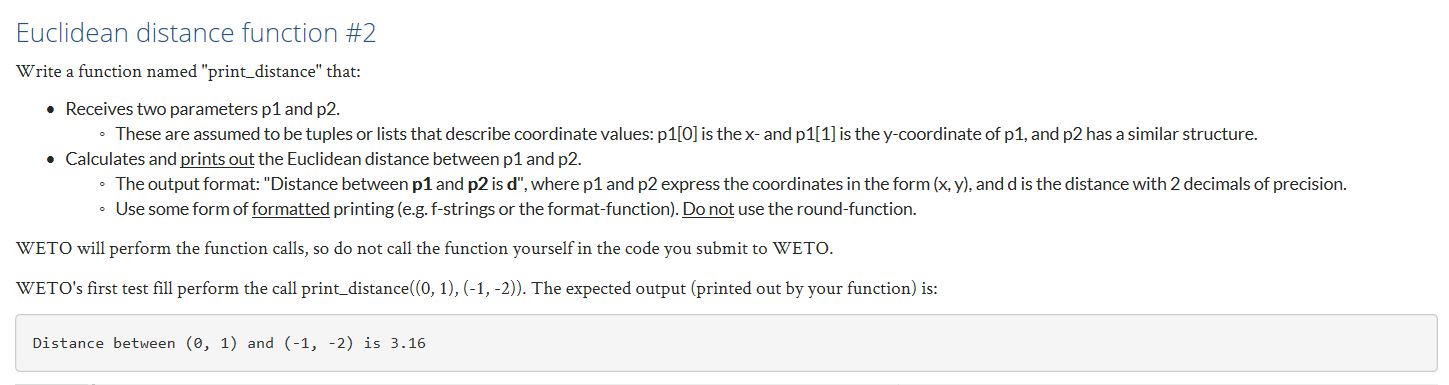 Euclidean distance function #2
Write a function named "print_distance" that:
• Receives two parameters p1 and p2.
◦ These are assumed to be tuples or lists that describe coordinate values: p1[0] is the x- and p1[1] is the y-coordinate of p1, and p2 has a similar structure.
• Calculates and prints out the Euclidean distance between p1 and p2.
◦ The output format: "Distance between p1 and p2 is d", where p1 and p2 express the coordinates in the form (x, y), and d is the distance with 2 decimals of precision.
◦ Use some form of formatted printing (e.g. f-strings or the format-function). Do not use the round-function.
WETO will perform the function calls, so do not call the function yourself in the code you submit to WETO.
WETO's first test fill perform the call print_distance((0, 1), (-1, -2)). The expected output (printed out by your function) is:
Distance between (0, 1) and (-1, -2) is 3.16